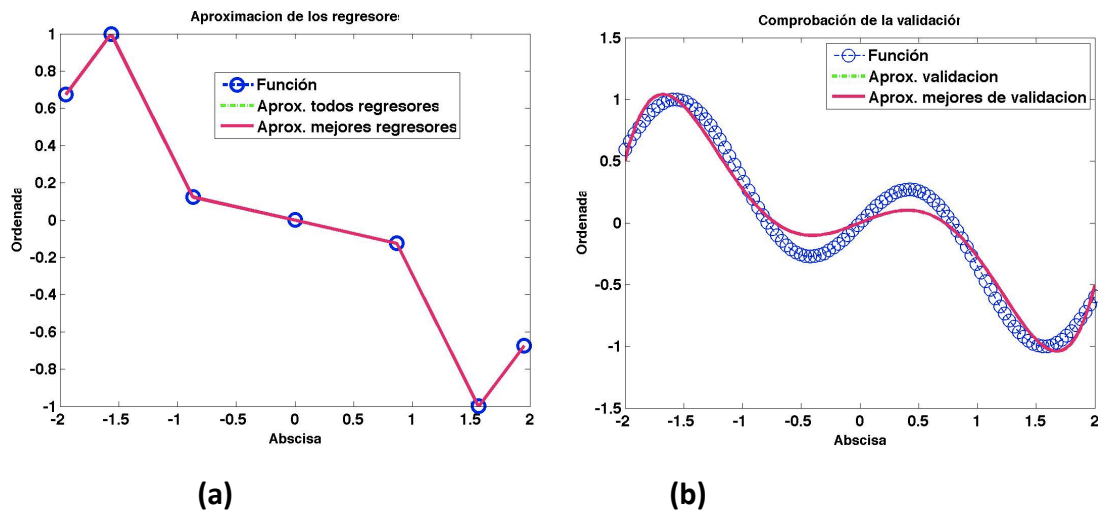 Aproximacion de los regresores
1
0.8
0.6
0.4
0.2
0
-0.2
-0.4
-0.6
-0.8
-1
Ordenada
Función
Aprox. todos regresores
Aprox. mejores regresores
-2 -1.5 -1 -0.5 0 0.5 1 1.5 2
Abscisa
(a)
Comprobación de la validación
1.5
1
0.5
0
-0.5
-1
-1.5
Ordenada
Función
Aprox. validacion
Aprox. mejores de validacion
-2 -1.5 -1 -0.5 0 0.5 1 1.5 2
Abscisa
(b)